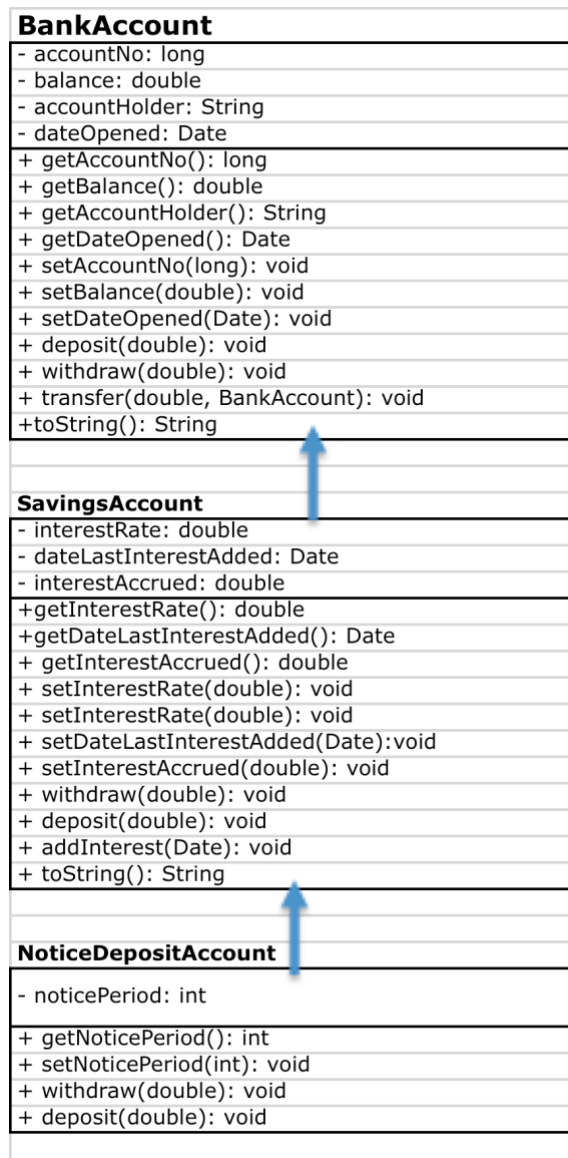 BankAccount
- accountNo: long
- balance: double
- accountHolder: String
- dateOpened: Date
+ getAccountNo(): long
+ getBalance(): double
+ getAccountHolder(): String
+ getDateOpened(): Date
+ setAccountNo(long): void
+ setBalance(double): void
+ setDateOpened(Date): void
+ deposit(double): void
+ withdraw(double): void
+ transfer(double, BankAccount): void
+toString(): String
SavingsAccount
- interestRate: double
- dateLastInterestAdded: Date
- interestAccrued: double
+getInterestRate(): double
+getDateLastInterestAdded(): Date
+ getInterestAccrued(): double
+ setInterestRate(double): void
+ setInterestRate(double): void
+ setDateLastInterestAdded(Date):void
+ setInterestAccrued(double): void
+ withdraw(double): void
+ deposit(double): void
+ addInterest(Date): void
+ toString(): String
NoticeDepositAccount
- noticePeriod: int
+ getNoticePeriod(): int
+ setNoticePeriod(int): void
+ withdraw(double): void
+ deposit(double): void